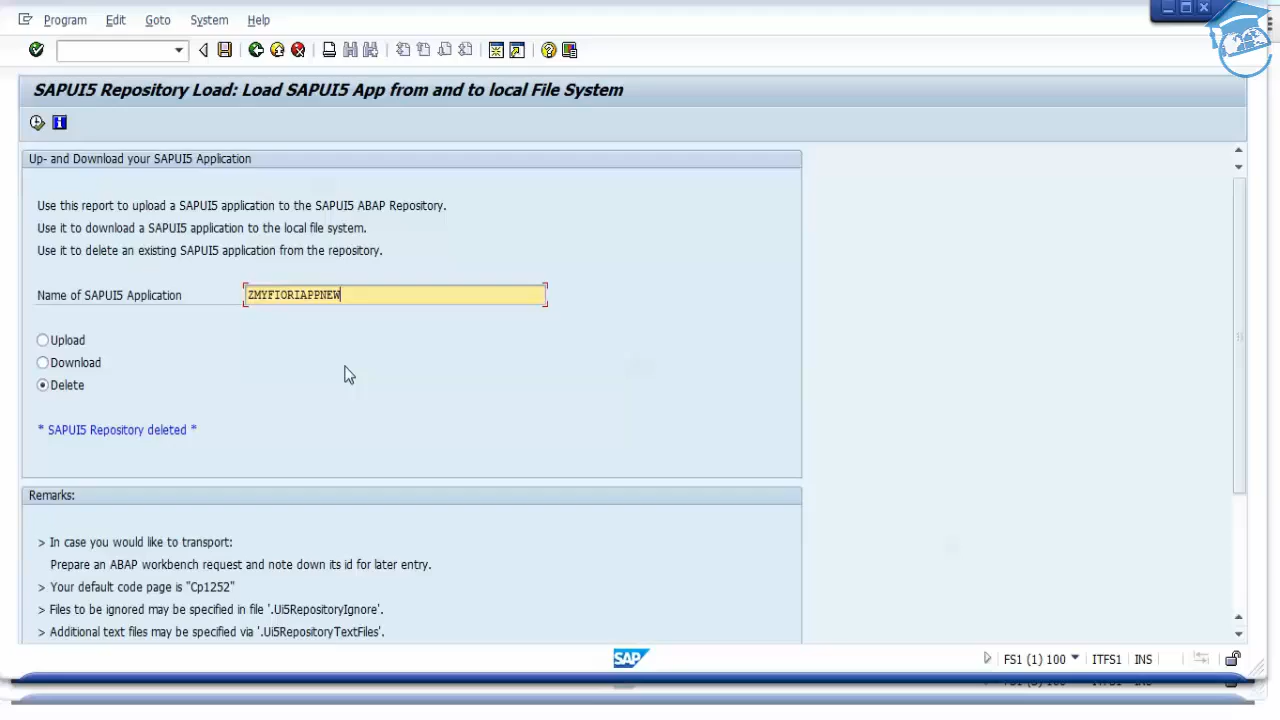 Program Edit Goto System Help
SAPUI5 Repository Load: Load SAPUI5 App from and to local File System
Up- and Download your SAPUI5 Application
Use this report to upload a SAPUI5 application to the SAPUI5 ABAP Repository.
Use it to download a SAPUI5 application to the local file system.
Use it to delete an existing SAPUI5 application from the repository.
Name of SAPUI5 Application ZMYFIORIAPPNEW
Upload
Download
Delete
* SAPUI5 Repository deleted *
Remarks:
> In case you would like to transport:
Prepare an ABAP workbench request and note down its id for later entry.
> Your default code page is "Cp1252"
> Files to be ignored may be specified in file '.Ui5RepositoryIgnore'.
> Additional text files may be specified via '.Ui5RepositoryTextFiles'.
SAP FS1 (1) 100 ITFS1 INS